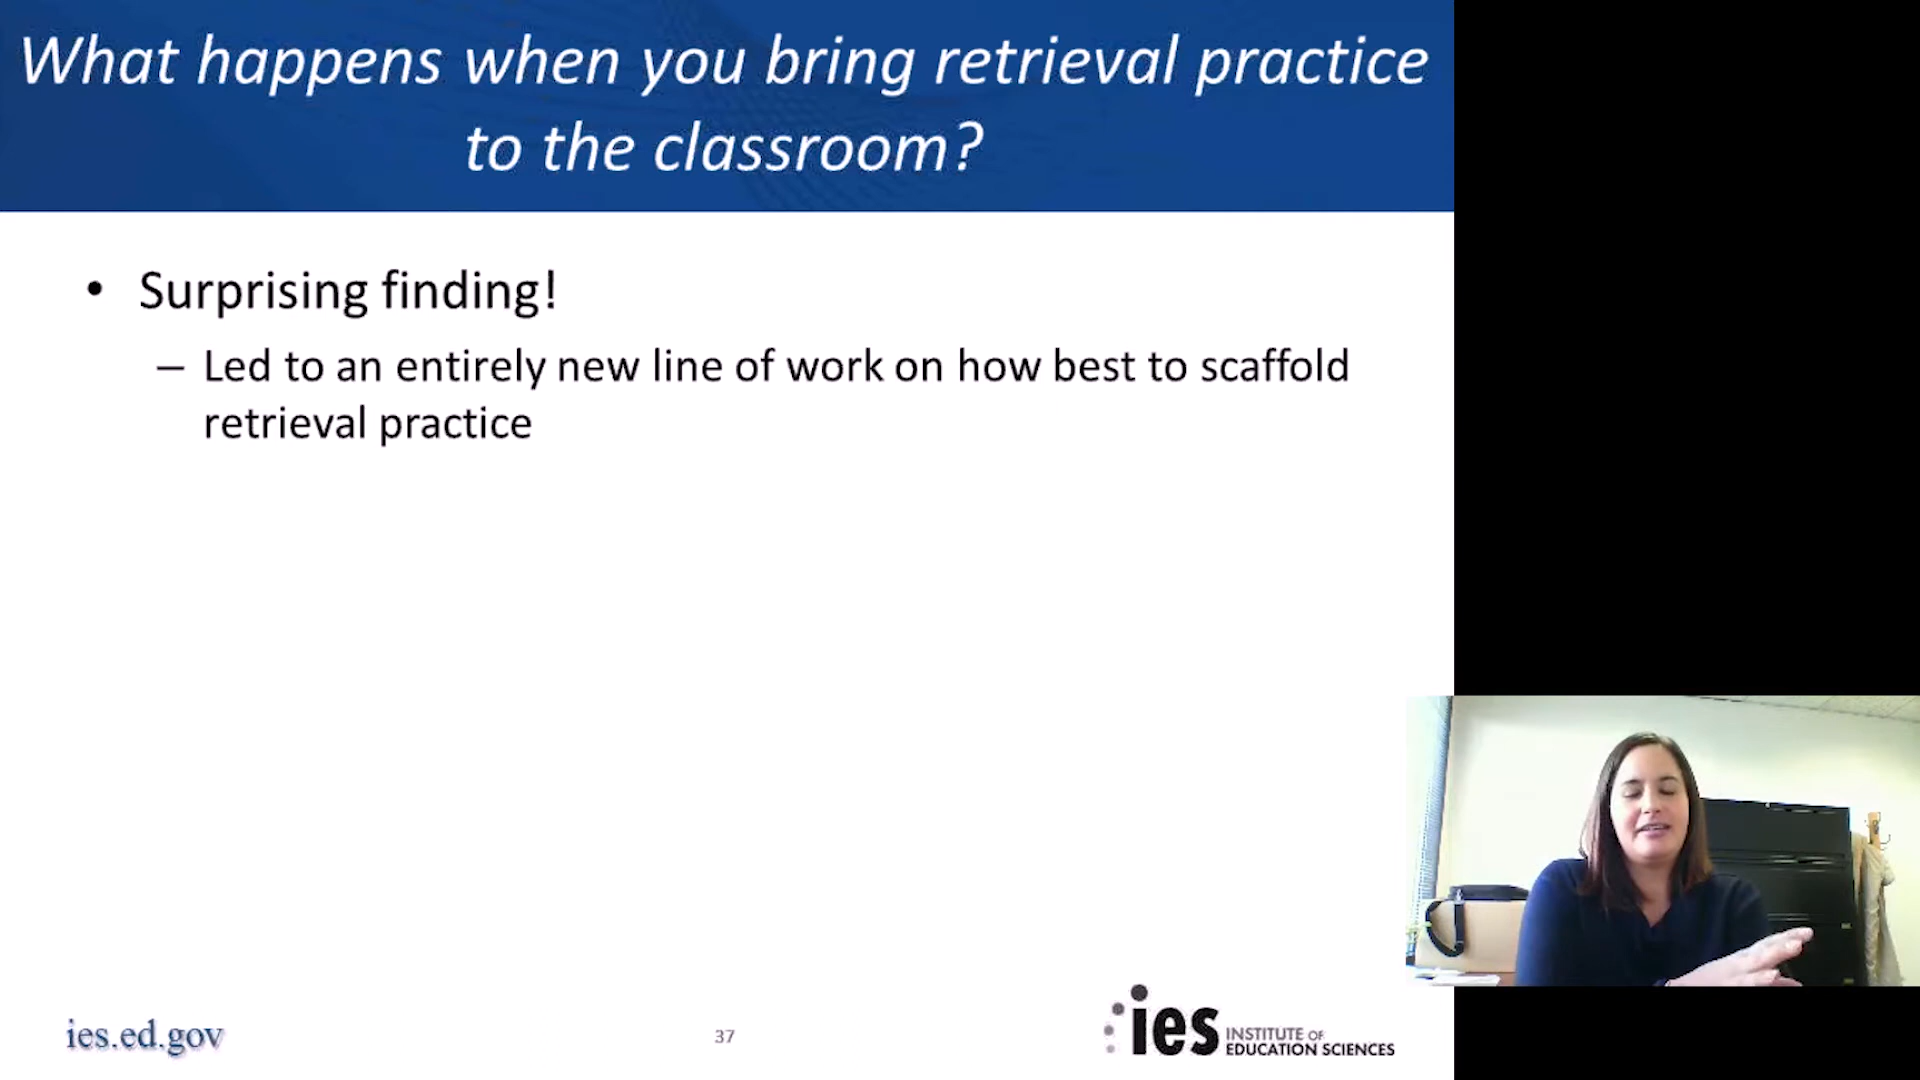 What happens when you bring retrieval practice
to the classroom?
• Surprising finding!
– Led to an entirely new line of work on how best to scaffold
retrieval practice
ies.ed.gov
37
ies INSTITUTE OF
EDUCATION SCIENCES